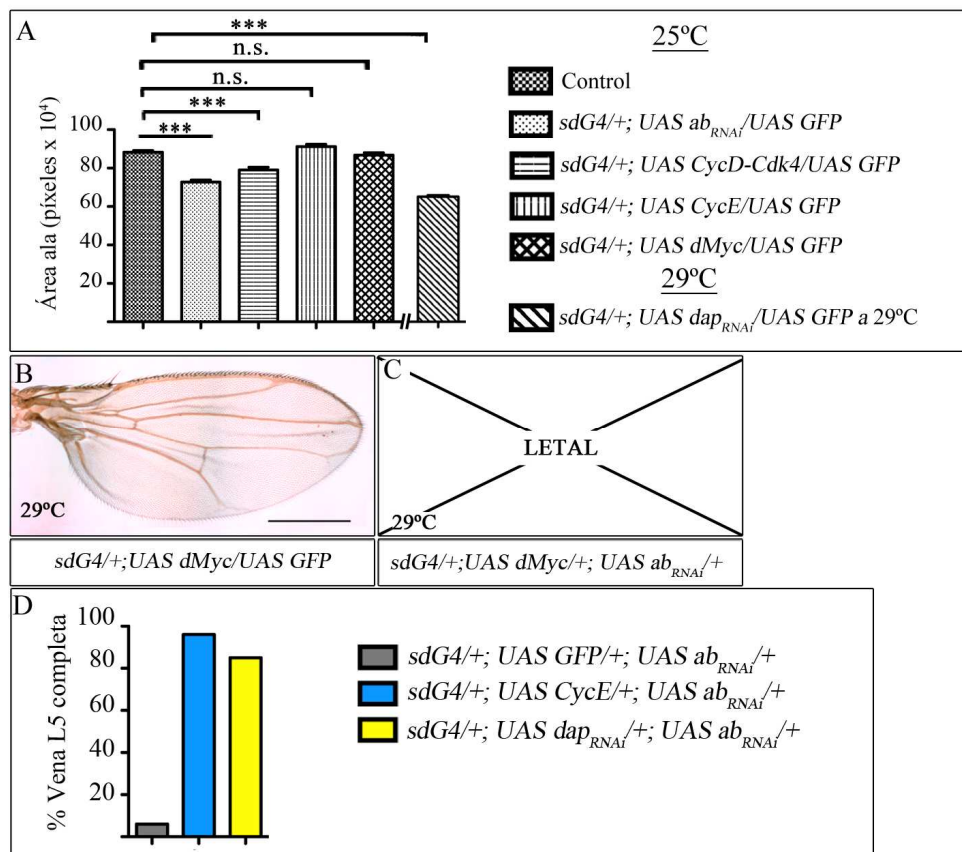 A
***
n.s.
n.s.
***
***
Área ala (píxeles x 10⁴)
100
80
60
40
20
25ºC
Control
sdG4/+; UAS ab_RNAi/UAS GFP
sdG4/+; UAS CycD-Cdk4/UAS GFP
sdG4/+; UAS CycE/UAS GFP
sdG4/+; UAS dMyc/UAS GFP
29ºC
sdG4/+; UAS dap_RNAi/UAS GFP a 29ºC
B
29ºC
sdG4/+;UAS dMyc/UAS GFP
C
LETAL
29ºC
sdG4/+;UAS dMyc/+; UAS ab_RNAi/+
D
% Vena L5 completa
100
80
60
40
20
sdG4/+; UAS GFP/+; UAS ab_RNAi/+
sdG4/+; UAS CycE/+; UAS ab_RNAi/+
sdG4/+; UAS dap_RNAi/+; UAS ab_RNAi/+